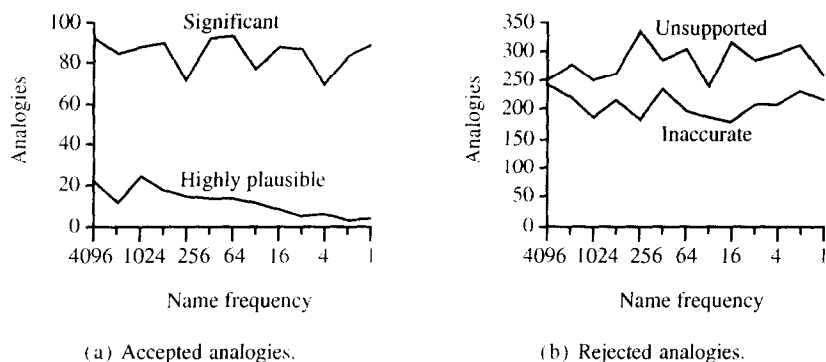 100
80
60
40
20
0
Analogies
Significant
Highly plausible
4096 1024 256 64 16 4 1
Name frequency
(a) Accepted analogies.
350
300
250
200
150
100
50
0
Analogies
Unsupported
Inaccurate
4096 1024 256 64 16 4 1
Name frequency
(b) Rejected analogies.